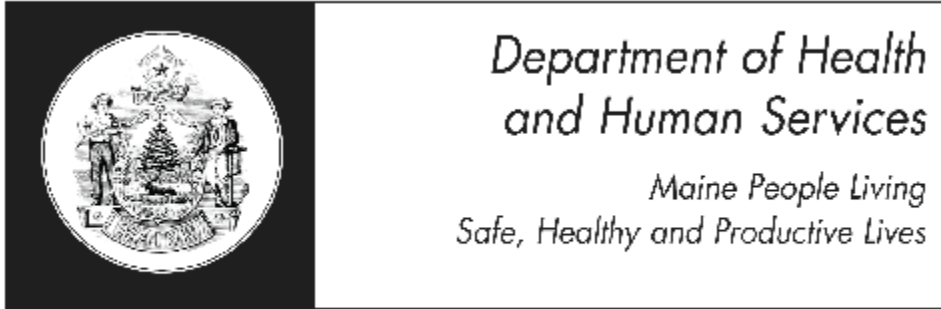 Department of Health
and Human Services
Maine People Living
Safe, Healthy and Productive Lives